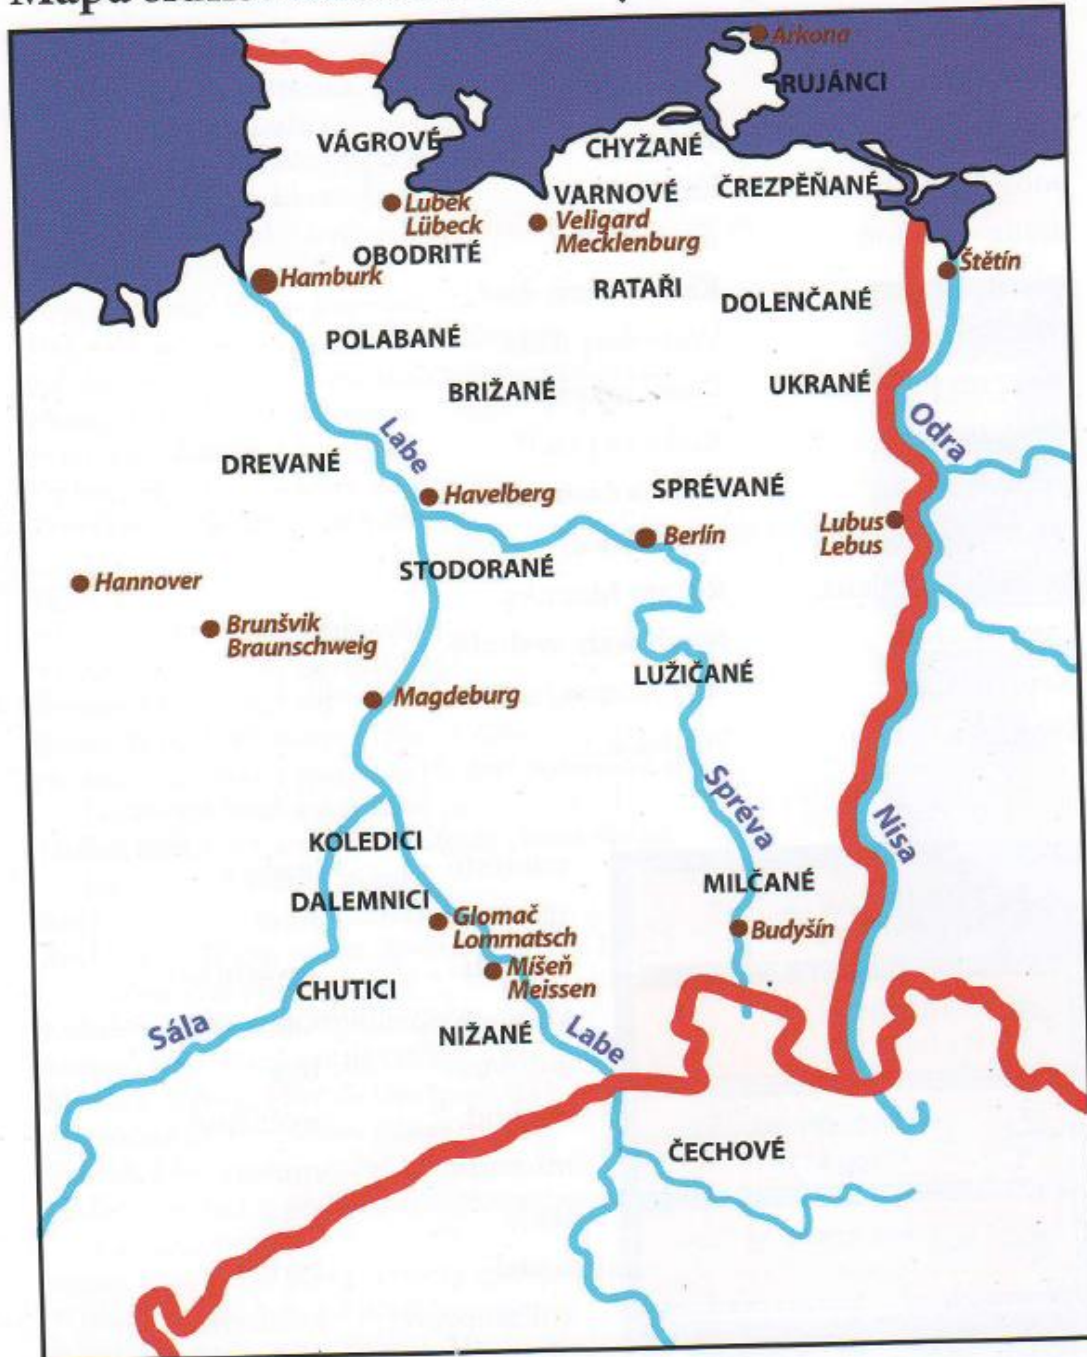 Arkona
RUJÁNCI
VÁGROVÉ
CHYŽANÉ
VARNOVÉ
ČREZPĚŇANÉ
Lubek
Lübeck
Veligard
Mecklenburg
OBODRITÉ
Hamburk
Štětín
RATAŘI
DOLENČANÉ
POLABANÉ
BRIŽANÉ
UKRANÉ
Odra
Labe
DREVANÉ
Havelberg
SPRÉVANÉ
Berlín
Lubus
Lebus
STODORANÉ
Hannover
Brunšvik
Braunschweig
LUŽIČANÉ
Magdeburg
Spréva
Nisa
KOLEDICI
MILČANÉ
DALEMNICI
Glomač
Lommatsch
Budyšín
Míšeň
Meissen
CHUTICI
Sála
NIŽANÉ
Labe
ČECHOVÉ